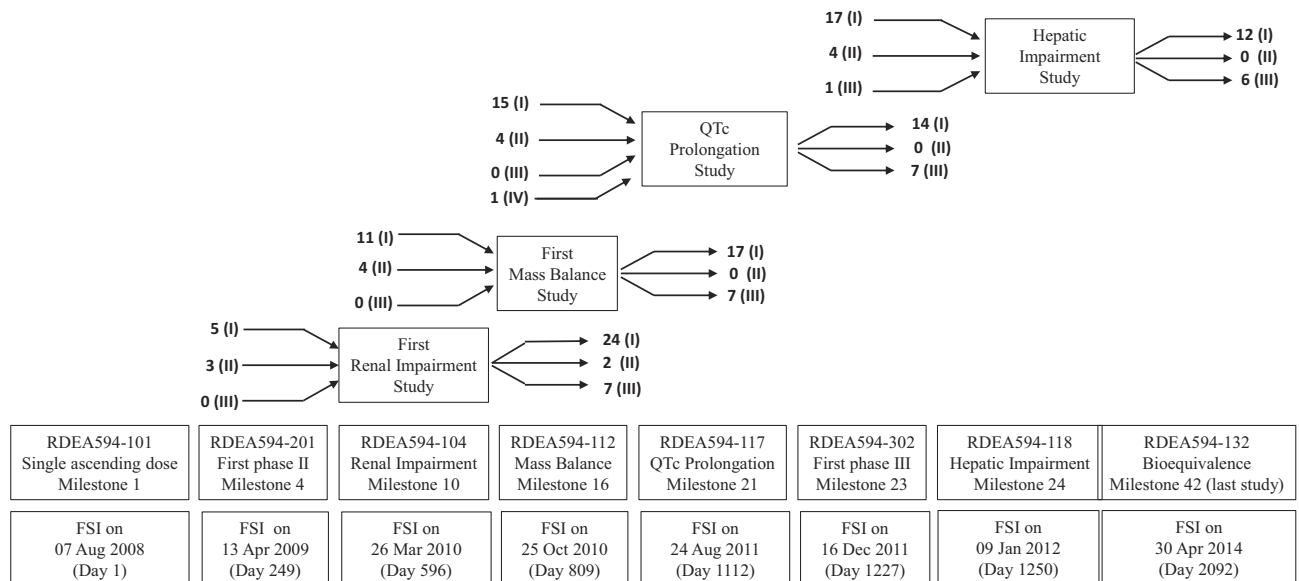 17 (I)
4 (II)
1 (III)
Hepatic
Impairment
Study
12 (I)
0 (II)
6 (III)
15 (I)
4 (II)
0 (III)
1 (IV)
QTc
Prolongation
Study
14 (I)
0 (II)
7 (III)
11 (I)
4 (II)
0 (III)
First
Mass Balance
Study
17 (I)
0 (II)
7 (III)
5 (I)
3 (II)
0 (III)
First
Renal Impairment
Study
24 (I)
2 (II)
7 (III)
RDEA594-101
Single ascending dose
Milestone 1
RDEA594-201
First phase II
Milestone 4
RDEA594-104
Renal Impairment
Milestone 10
RDEA594-112
Mass Balance
Milestone 16
RDEA594-117
QTc Prolongation
Milestone 21
RDEA594-302
First phase III
Milestone 23
RDEA594-118
Hepatic Impairment
Milestone 24
RDEA594-132
Bioequivalence
Milestone 42 (last study)
FSI on
07 Aug 2008
(Day 1)
FSI on
13 Apr 2009
(Day 249)
FSI on
26 Mar 2010
(Day 596)
FSI on
25 Oct 2010
(Day 809)
FSI on
24 Aug 2011
(Day 1112)
FSI on
16 Dec 2011
(Day 1227)
FSI on
09 Jan 2012
(Day 1250)
FSI on
30 Apr 2014
(Day 2092)